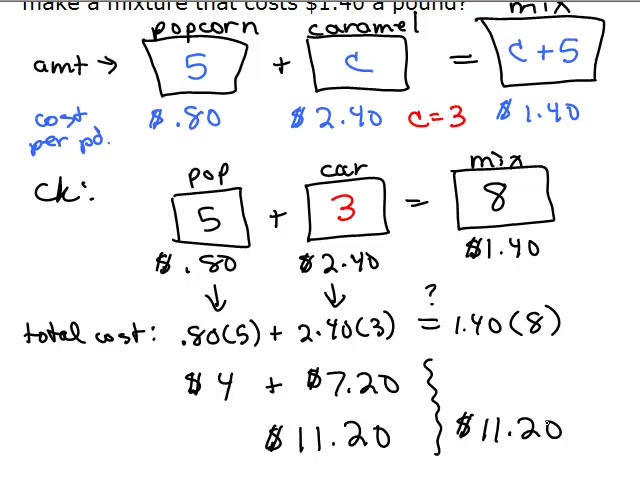 make a mixture that costs $1.40 a pound?
popcorn caramel mix
amt → 5 + c = c + 5
cost per pd. $ .80 $ 2.40 c = 3 $ 1.40
pop car mix
ck: 5 + 3 = 8
$ .80 $ 2.40 $1.40
↓ ↓ ?
total cost: .80(5) + 2.40(3) = 1.40(8)
$ 4 + $7.20
$ 11.20 $11.20